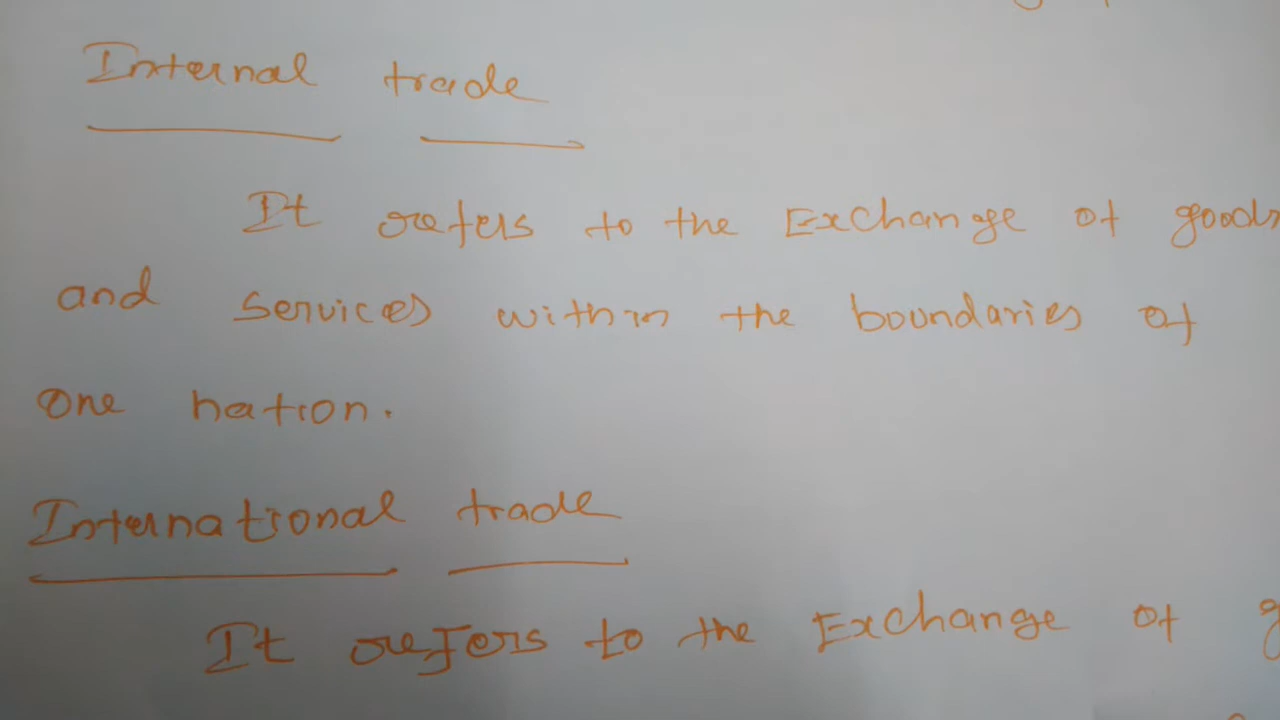 Internal trade
It refers to the Exchange of goods
and services within the boundaries of
one nation.
International trade
It refers to the Exchange of